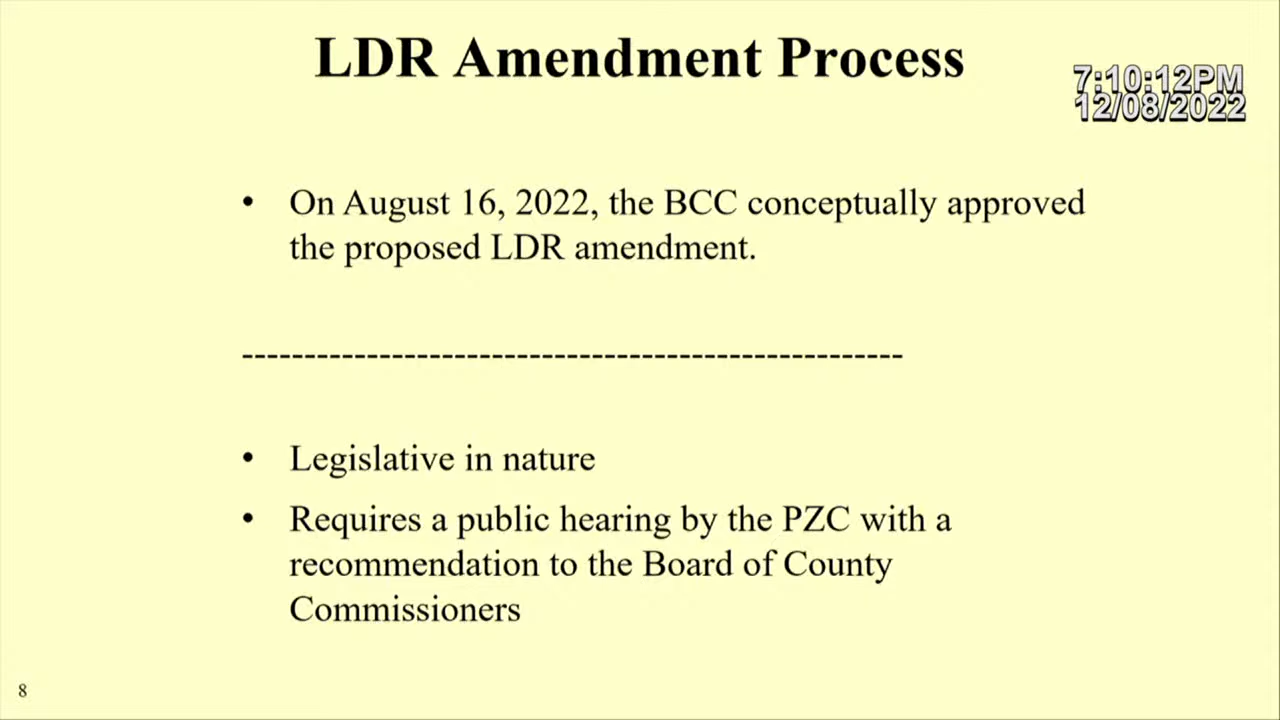 LDR Amendment Process
7:10:12PM
12/08/2022
• On August 16, 2022, the BCC conceptually approved
the proposed LDR amendment.
-----------------------------------------------------
• Legislative in nature
• Requires a public hearing by the PZC with a
recommendation to the Board of County
Commissioners
8